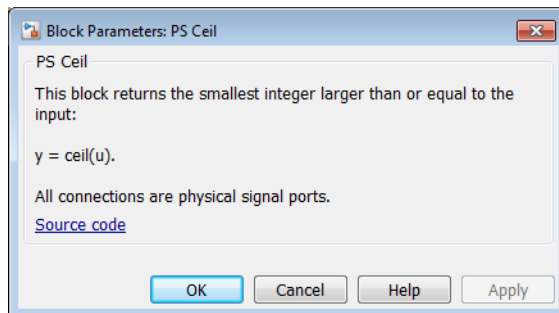 Block Parameters: PS Ceil
PS Ceil
This block returns the smallest integer larger than or equal to the
input:
y = ceil(u).
All connections are physical signal ports.
Source code
OK Cancel Help Apply